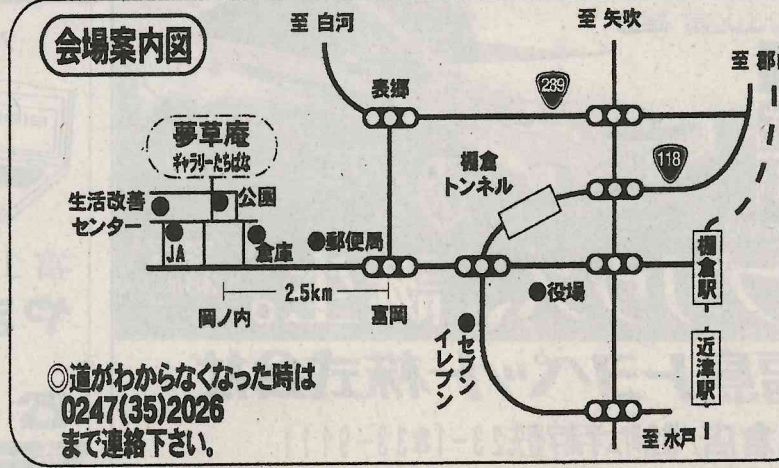 会場案内図
至 白河
至 矢吹
至 郡
表郷
289
118
夢草庵
ギャラリーたちばな
棚倉
トンネル
生活改善
センター
公園
JA
倉庫
郵便局
役場
棚倉駅
2.5km
岡ノ内
富岡
セブン
イレブン
近津駅
至 水戸
◎道がわからなくなった時は
0247(35)2026
まで連絡下さい。